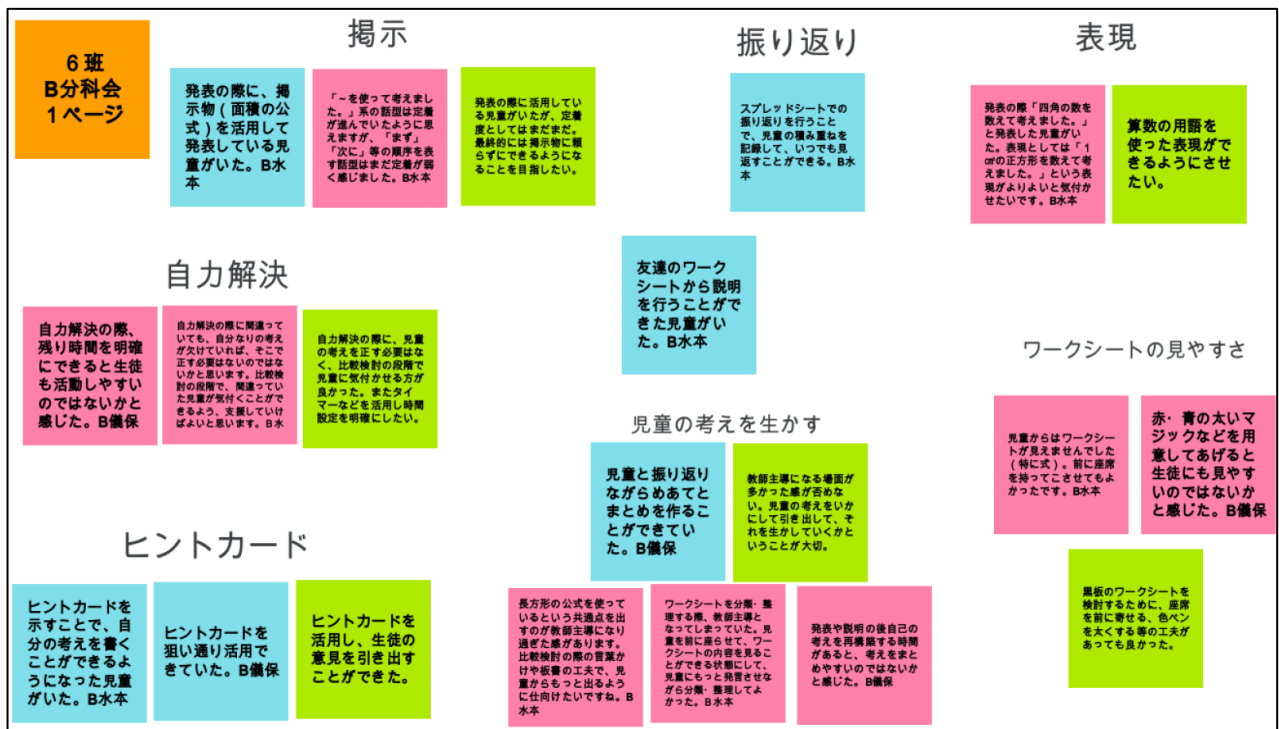 6班
B分科会
1ページ
掲示
発表の際に、掲
示物(面積の公
式)を活用して
発表している児
童がいた。B水
本
「~を使って考えまし
た。」系の話型は定着
が進んでいたように思
えますが、「まず」
「次に」等の順序を表
す話型はまだ定着が弱
く感じました。B水本
発表の際に活用してい
る児童がいたが、定着
度としてはまだまだ。
最終的には掲示物に頼
らずにできるようにな
ることを目指したい。
振り返り
スプレッドシートでの
振り返りを行うこと
で、児童の積み重ねを
記録して、いつでも見
返すことができる。B水
本
表現
発表の際「四角の数を
数えて考えました。」
と発表した児童がい
た。表現としては「1
㎠の正方形を数えて考
えました。」という表
現がよりよいと気付か
せたいです。B水本
算数の用語を
使った表現がで
きるようにさせ
たい。
自力解決
自力解決の際、
残り時間を明確
にできると生徒
も活動しやすい
のではないかと
感じた。B儀保
自力解決の際に間違って
いても、自分なりの考え
が欠けていれば、そこで
正す必要はないのではな
いかと思います。比較検
討の段階で、間違ってい
た児童が気付くことがで
きるよう、支援していけ
ばよいと思います。B水
自力解決の際に、児童
の考えを正す必要はな
く、比較検討の段階で
児童に気付かせる方が
良かった。またタイ
マーなどを活用し時間
設定を明確にしたい。
友達のワーク
シートから説明
を行うことがで
きた児童がい
た。B水本
ワークシートの見やすさ
児童からはワークシー
トが見えませんでした
(特に式)。前に座席
を持ってこさせてもよ
かったです。B水本
赤・青の太いマ
ジックなどを用
意してあげると
生徒にも見やす
いのではないか
と感じた。B儀保
黒板のワークシートを
検討するために、座席
を前に寄せる、色ペン
を太くする等の工夫が
あっても良かった。
児童の考えを生かす
児童と振り返り
ながらめあてと
まとめを作るこ
とができてい
た。B儀保
教師主導になる場面が
多かった感が否めな
い。児童の考えをいか
にして引き出して、そ
れを生かしていくかと
いうことが大切。
長方形の公式を使って
いるという共通点を出
すのが教師主導になり
過ぎた感があります。
比較検討の際の言葉か
けや板書の工夫で、児
童からもっと出るよう
に仕向けたいですね。B
水本
ワークシートを分類・整
理する際、教師主導と
なってしまっていた。児
童を前に座らせて、ワー
クシートの内容を見るこ
とができる状態にして、
児童にもっと発言させな
がら分類・整理してよ
かった。B水本
発表や説明の後自己の
考えを再構築する時間
があると、考えをまと
めやすいのではないか
と感じた。B儀保
ヒントカード
ヒントカードを
示すことで、自
分の考えを書く
ことができるよ
うになった児童
がいた。B水本
ヒントカードを
狙い通り活用で
きていた。B儀保
ヒントカードを
活用し、生徒の
意見を引き出す
ことができた。